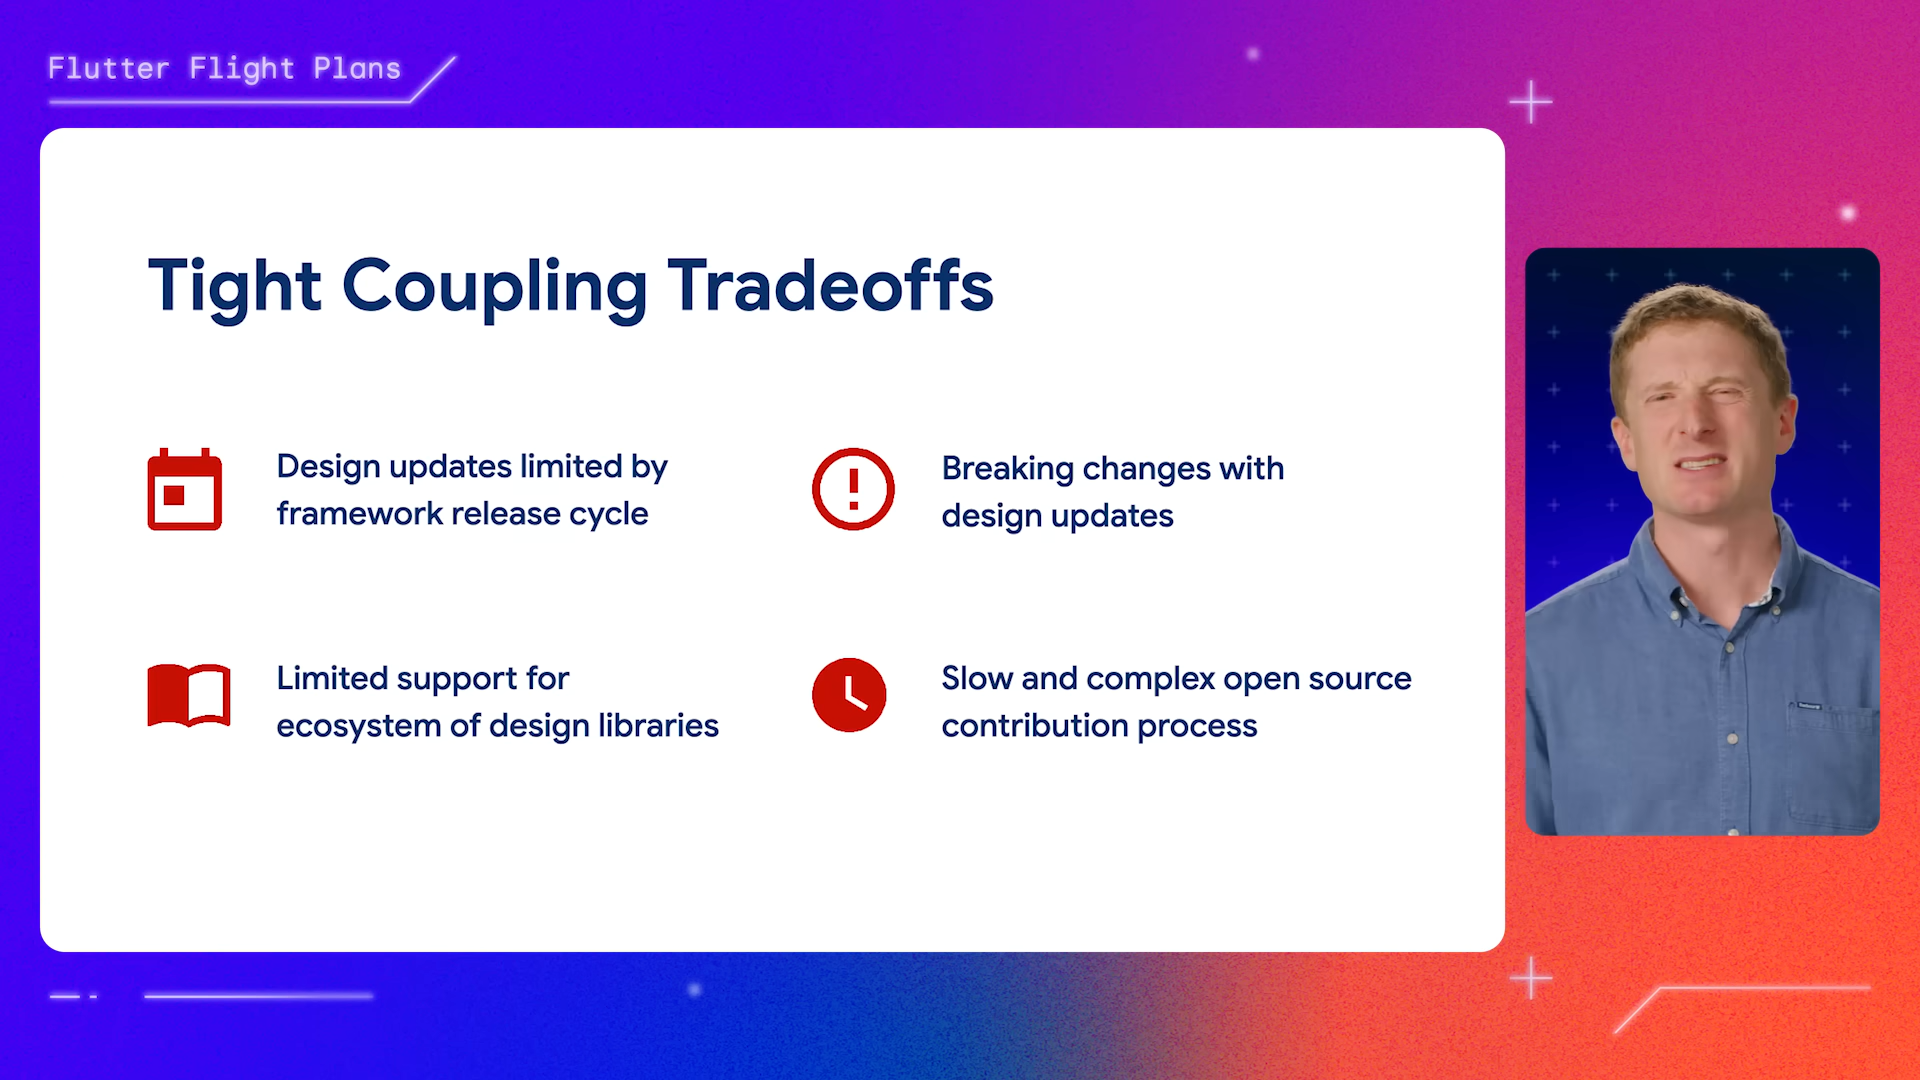 Flutter Flight Plans
Tight Coupling Tradeoffs
Design updates limited by
framework release cycle
Breaking changes with
design updates
Limited support for
ecosystem of design libraries
Slow and complex open source
contribution process